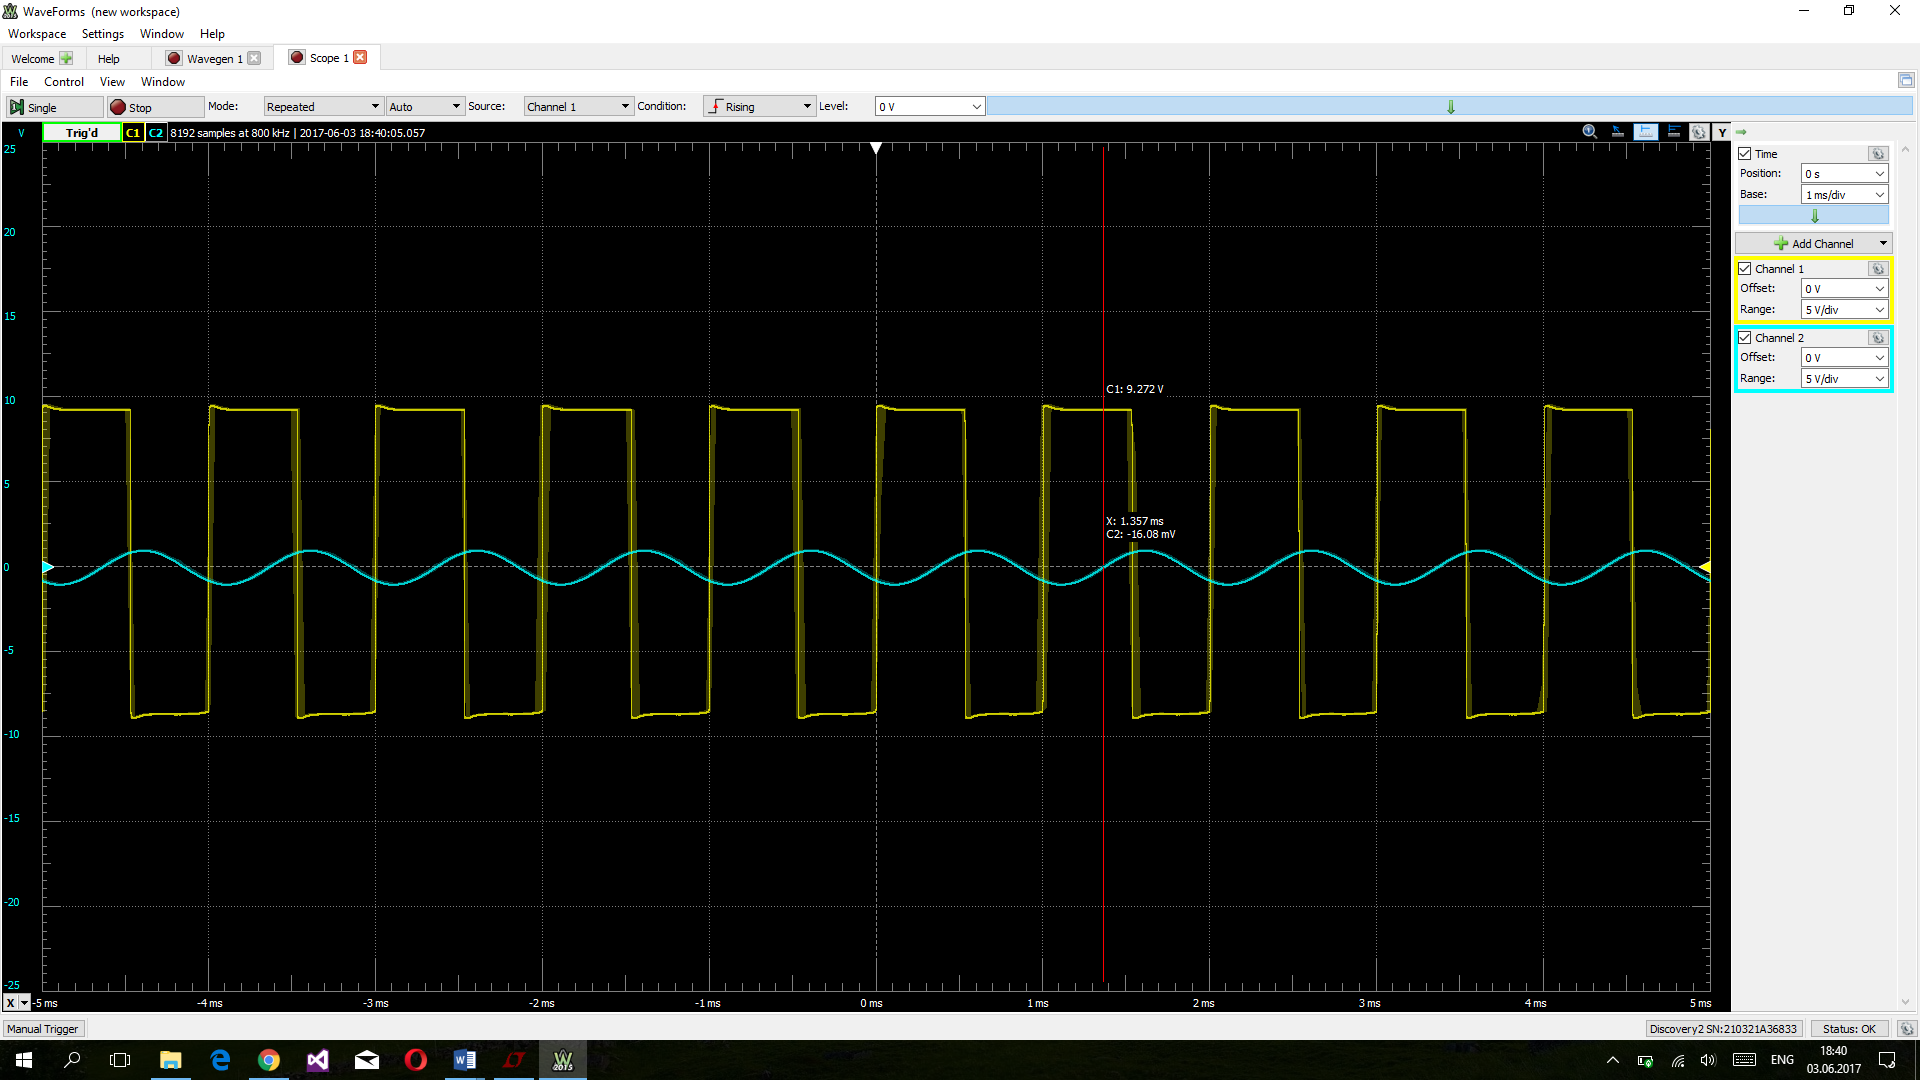 WaveForms (new workspace)
Workspace Settings Window Help
Welcome Help Wavegen 1 Scope 1
File Control View Window
Single Stop Mode: Repeated Auto Source: Channel 1 Condition: Rising Level: 0 V
V Trig'd C1 C2 8192 samples at 800 kHz | 2017-06-03 18:40:05.057 Y
25
20
15
10
5
0
-5
-10
-15
-20
-25
C1: 9.272 V
X: 1.357 ms
C2: -16.08 mV
X -5 ms -4 ms -3 ms -2 ms -1 ms 0 ms 1 ms 2 ms 3 ms 4 ms 5 ms
Time
Position: 0 s
Base: 1 ms/div
Add Channel
Channel 1
Offset: 0 V
Range: 5 V/div
Channel 2
Offset: 0 V
Range: 5 V/div
Manual Trigger Discovery2 SN:210321A36833 Status: OK
ENG 18:40
03.06.2017